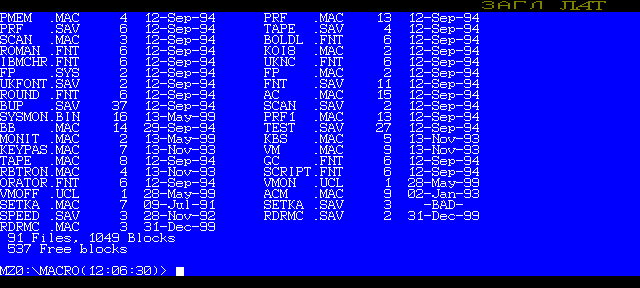 ЗАГЛ ЛАТ
PMEM  .MAC     4  12-Sep-94      PRF   .MAC    13  12-Sep-94
PRF   .SAV     6  12-Sep-94      TAPE  .SAV     4  12-Sep-94
SCAN  .MAC     3  12-Sep-94      BOLDL .FNT     6  12-Sep-94
ROMAN .FNT     6  12-Sep-94      KOI8  .MAC     2  12-Sep-94
IBMCHR.FNT     6  12-Sep-94      UKNC  .FNT     6  12-Sep-94
FP    .SYS     2  12-Sep-94      FP    .MAC     2  12-Sep-94
UKFONT.SAV     2  12-Sep-94      FNT   .SAV    11  12-Sep-94
ROUND .FNT     6  12-Sep-94      AC    .MAC    15  12-Sep-94
BUP   .SAV    37  12-Sep-94      SCAN  .SAV     2  12-Sep-94
SYSMON.BIN    16  13-May-99      PRF1  .MAC    13  12-Sep-94
BB    .MAC    14  29-Sep-94      TEST  .SAV    27  12-Sep-94
MONIT .MAC     2  13-May-99      KBS   .MAC     5  13-Nov-93
KEYPAS.MAC     7  13-Nov-93      VM    .MAC     9  13-Nov-93
TAPE  .MAC     8  12-Sep-94      GC    .FNT     6  12-Sep-94
RBTRON.MAC     4  13-Nov-93      SCRIPT.FNT     6  12-Sep-94
ORATOR.FNT     6  12-Sep-94      VMON  .UCL     1  28-May-99
VMOFF .UCL     1  28-May-99      ACM   .MAC     9  02-Jan-93
SETKA .MAC     7  09-Jul-91      SETKA .SAV     3    -BAD-
SPEED .SAV     3  28-Nov-92      RDRMC .SAV     2  31-Dec-99
RDRMC .MAC     3  31-Dec-99
91 Files, 1049 Blocks
537 Free blocks
MZ0:\MACRO(12:06:30)>